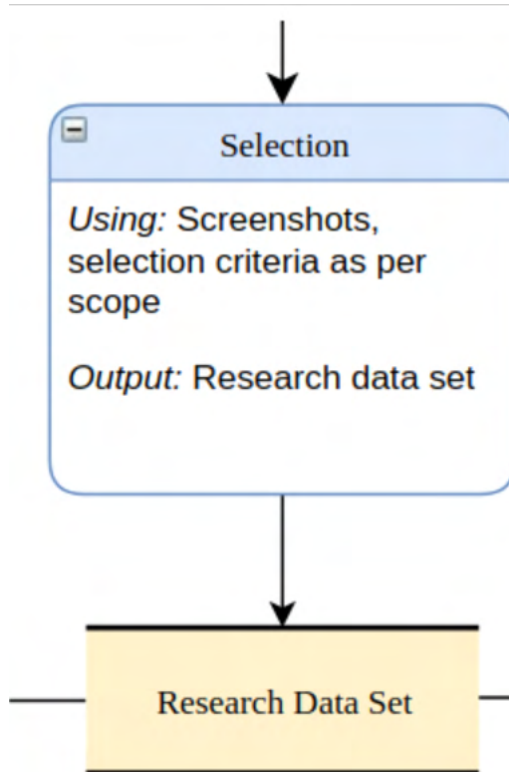 Selection
Using: Screenshots,
selection criteria as per
scope
Output: Research data set
Research Data Set